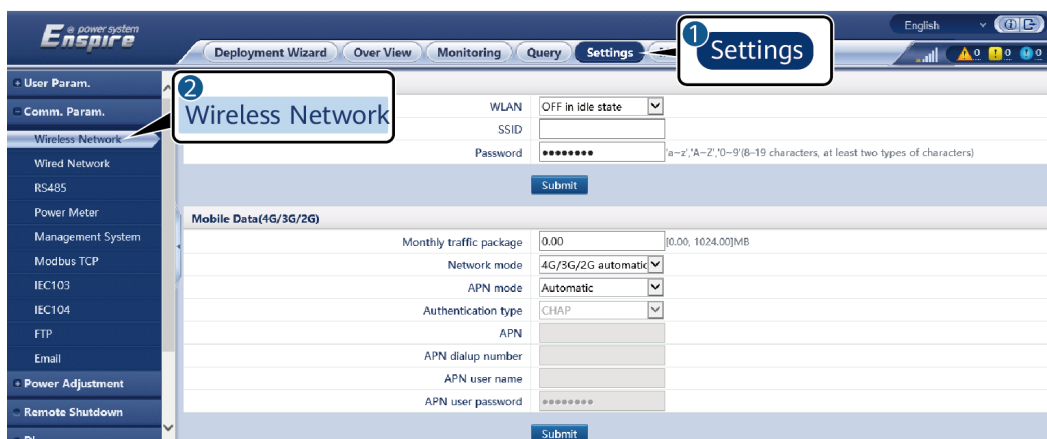 e power system
Enspire
English
Deployment Wizard Over View Monitoring Query Settings
1 Settings
0 0 0
User Param.
Comm. Param.
Wireless Network
Wired Network
RS485
Power Meter
Management System
Modbus TCP
IEC103
IEC104
FTP
Email
Power Adjustment
Remote Shutdown
2
Wireless Network
WLAN OFF in idle state
SSID
Password •••••••• 'a~z','A~Z','0~9'(8–19 characters, at least two types of characters)
Submit
Mobile Data(4G/3G/2G)
Monthly traffic package 0.00 [0.00, 1024.00]MB
Network mode 4G/3G/2G automatic
APN mode Automatic
Authentication type CHAP
APN
APN dialup number
APN user name
APN user password ••••••••
Submit